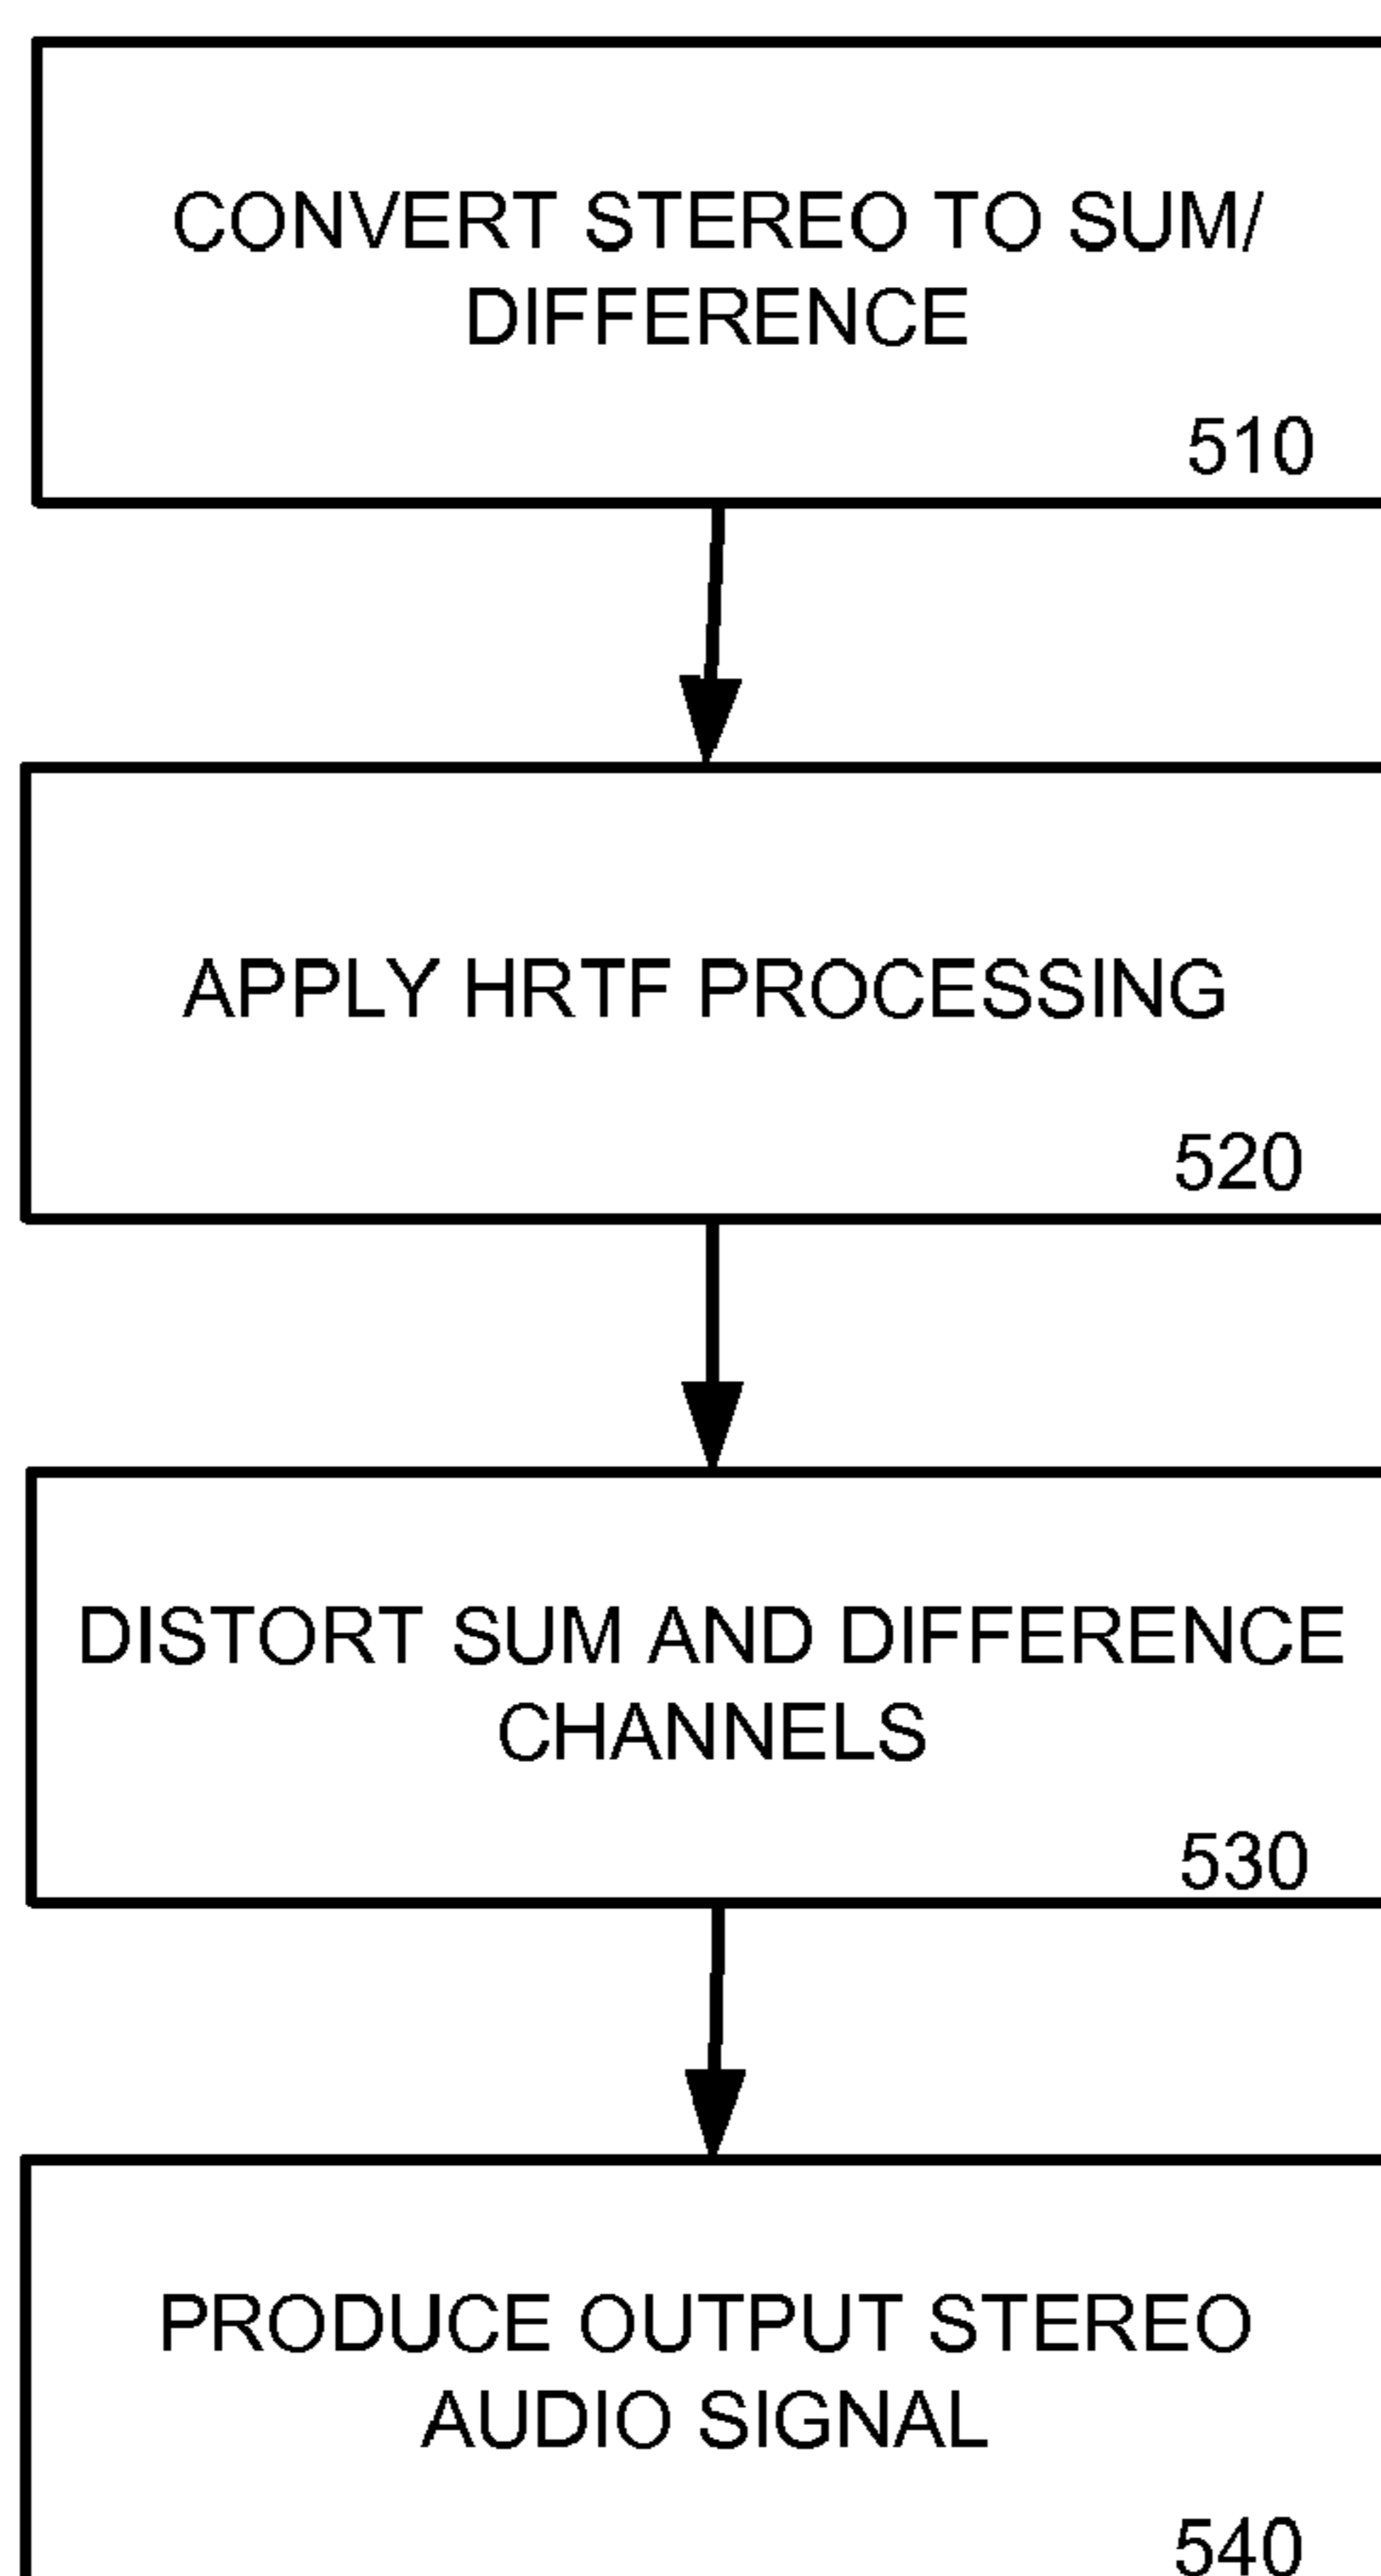 CONVERT STEREO TO SUM/
DIFFERENCE
510
APPLY HRTF PROCESSING
520
DISTORT SUM AND DIFFERENCE
CHANNELS
530
PRODUCE OUTPUT STEREO
AUDIO SIGNAL
540